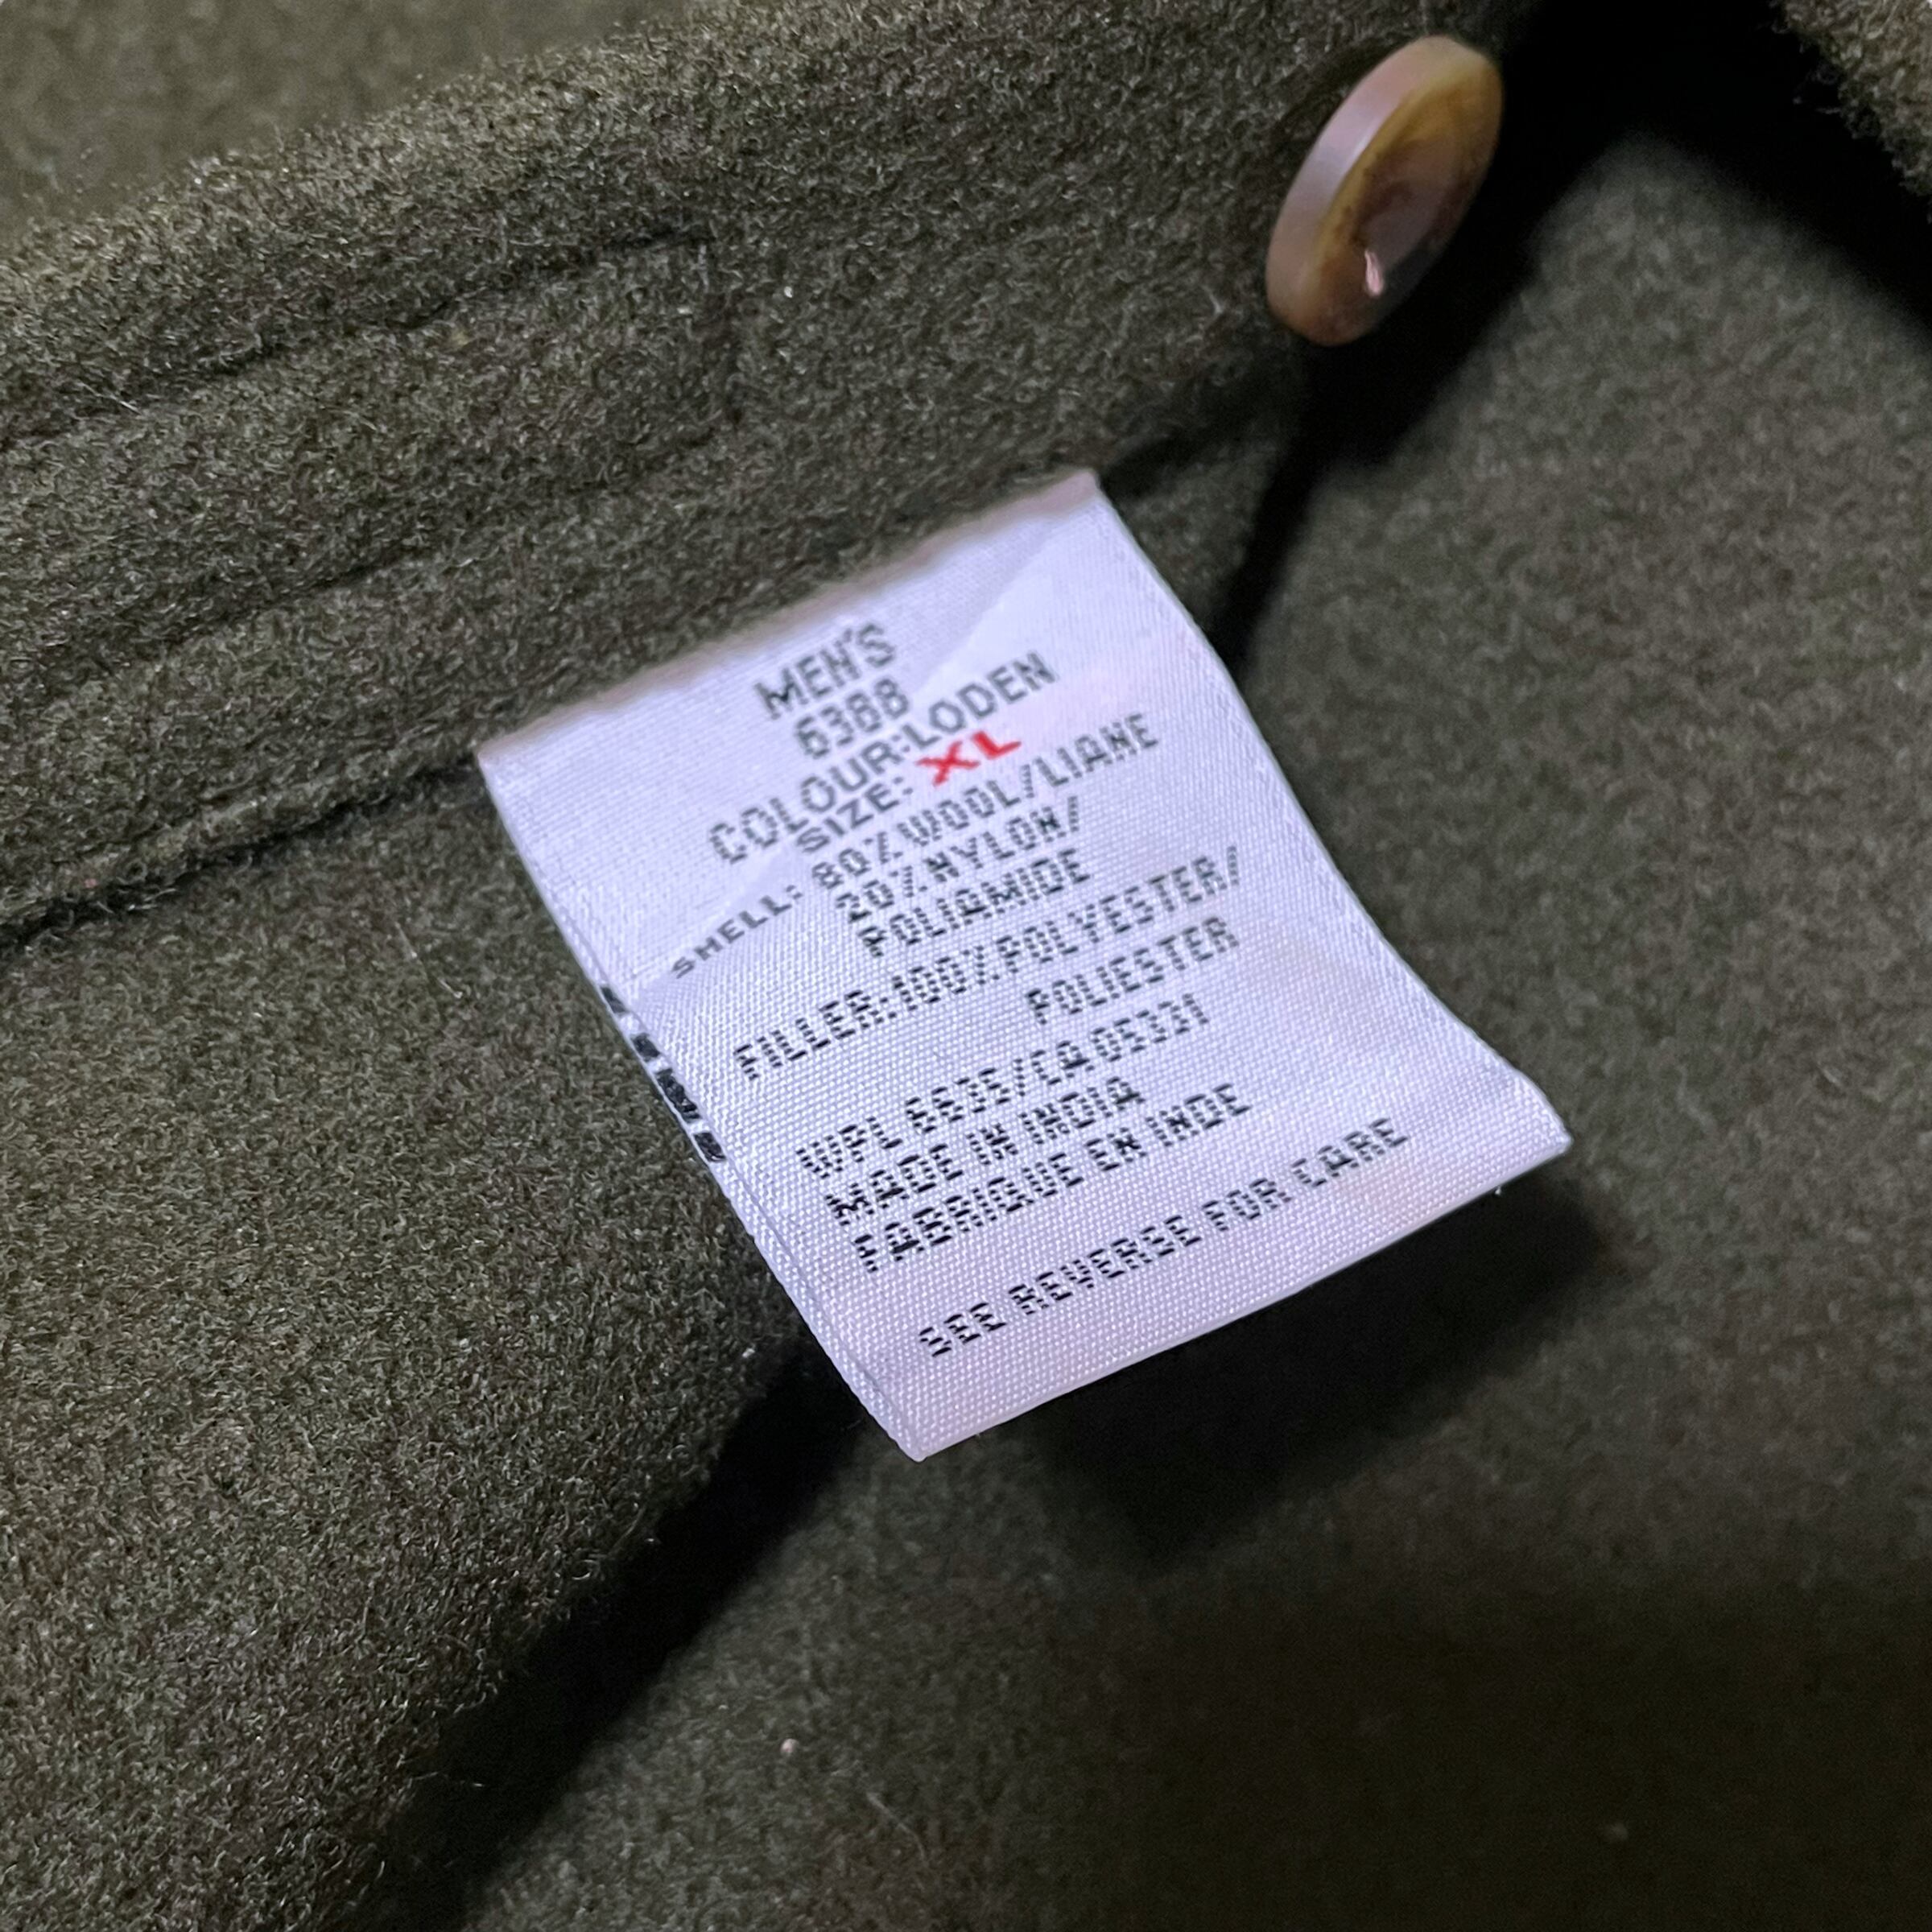 MEN'S
6388
COLOUR:LODEN
SIZE: XL
SHELL: 80% WOOL/LIANE
20% NYLON/
POLIAMIDE
FILLER:100% POLYESTER/
POLIESTER
WPL 6635/CA 05331
MADE IN INDIA
FABRIQUE EN INDE
SEE REVERSE FOR CARE